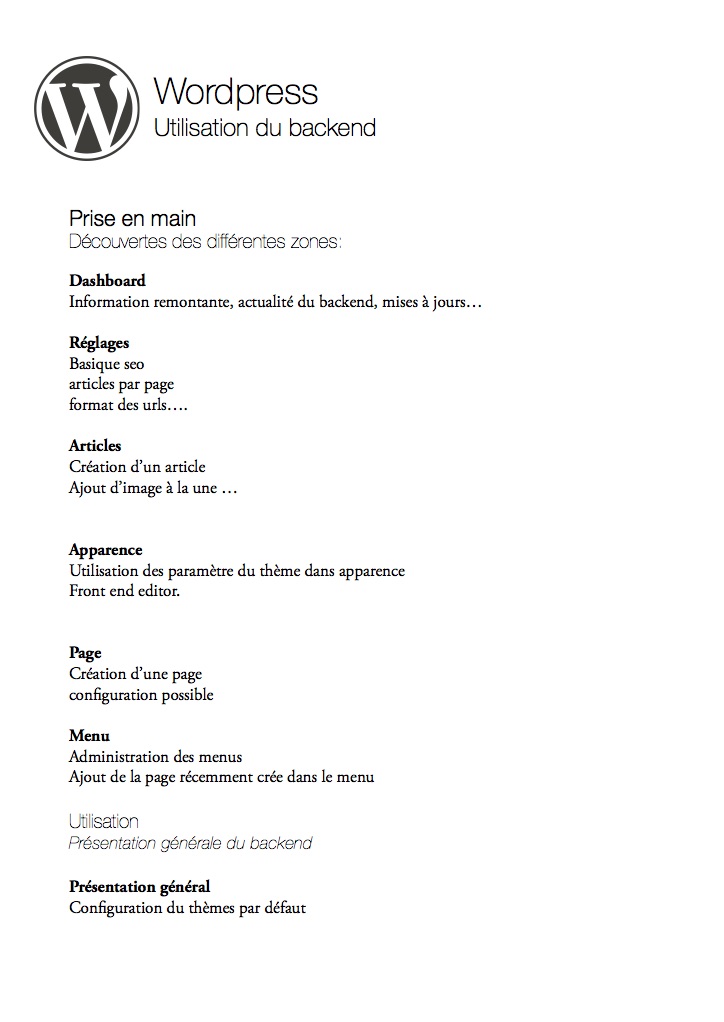 Wordpress
Utilisation du backend
Prise en main
Découvertes des différentes zones:
Dashboard
Information remontante, actualité du backend, mises à jours…
Réglages
Basique seo
articles par page
format des urls….
Articles
Création d’un article
Ajout d’image à la une …
Apparence
Utilisation des paramètre du thème dans apparence
Front end editor.
Page
Création d’une page
configuration possible
Menu
Administration des menus
Ajout de la page récemment crée dans le menu
Utilisation
Présentation générale du backend
Présentation général
Configuration du thèmes par défaut